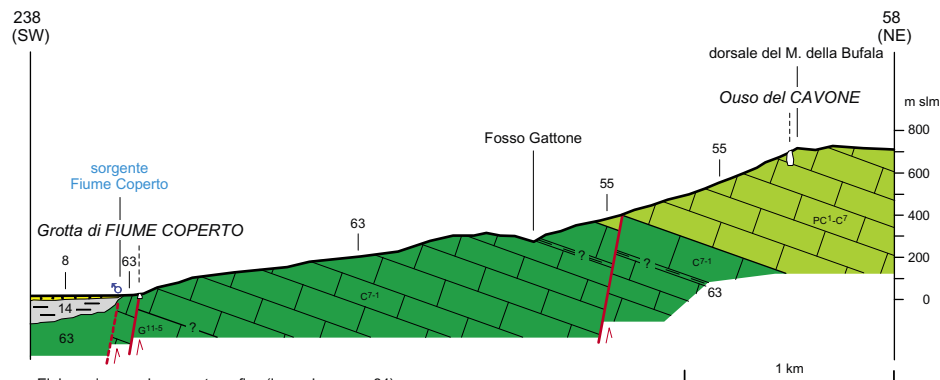 238
(SW)
58
(NE)
dorsale del M. della Bufala
Ouso del CAVONE
m slm
800
600
400
200
0
Fosso Gattone
sorgente
Fiume Coperto
Grotta di FIUME COPERTO
55
55
63
63
8
14
63
63
PC1-C7
C7-1
C7-1
G11-5
?
?
?
1 km